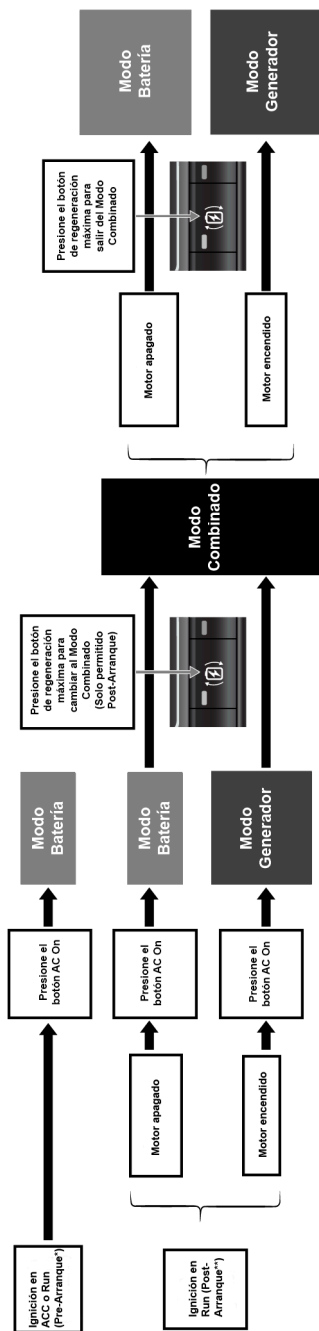 Ignición en
ACC o Run
(Pre-Arranque*)
Presione el
botón AC On
Modo
Batería
Ignición en
Run (Post-
Arranque**)
Motor apagado
Presione el
botón AC On
Modo
Batería
Motor encendido
Presione el
botón AC On
Modo
Generador
Presione el botón
de regeneración
máxima para
cambiar al Modo
Combinado
(Solo permitido
Post-Arranque)
Modo
Combinado
Motor apagado
Motor encendido
Presione el botón
de regeneración
máxima para
salir del Modo
Combinado
Modo
Batería
Modo
Generador